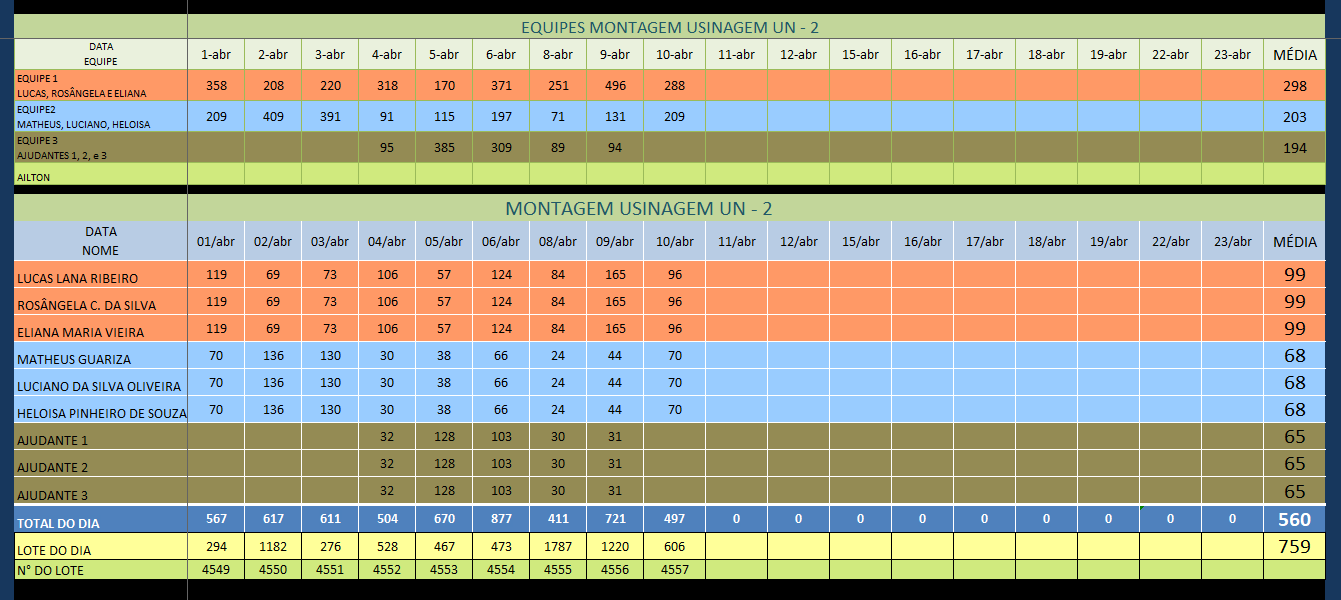 EQUIPES MONTAGEM USINAGEM UN - 2
DATA
EQUIPE 1-abr 2-abr 3-abr 4-abr 5-abr 6-abr 8-abr 9-abr 10-abr 11-abr 12-abr 15-abr 16-abr 17-abr 18-abr 19-abr 22-abr 23-abr MÉDIA
EQUIPE 1
LUCAS, ROSÂNGELA E ELIANA 358 208 220 318 170 371 251 496 288 298
EQUIPE2
MATHEUS, LUCIANO, HELOISA 209 409 391 91 115 197 71 131 209 203
EQUIPE 3
AJUDANTES 1, 2, e 3 95 385 309 89 94 194
AILTON
MONTAGEM USINAGEM UN - 2
DATA
NOME 01/abr 02/abr 03/abr 04/abr 05/abr 06/abr 08/abr 09/abr 10/abr 11/abr 12/abr 15/abr 16/abr 17/abr 18/abr 19/abr 22/abr 23/abr MÉDIA
LUCAS LANA RIBEIRO 119 69 73 106 57 124 84 165 96 99
ROSÂNGELA C. DA SILVA 119 69 73 106 57 124 84 165 96 99
ELIANA MARIA VIEIRA 119 69 73 106 57 124 84 165 96 99
MATHEUS GUARIZA 70 136 130 30 38 66 24 44 70 68
LUCIANO DA SILVA OLIVEIRA 70 136 130 30 38 66 24 44 70 68
HELOISA PINHEIRO DE SOUZA 70 136 130 30 38 66 24 44 70 68
AJUDANTE 1 32 128 103 30 31 65
AJUDANTE 2 32 128 103 30 31 65
AJUDANTE 3 32 128 103 30 31 65
TOTAL DO DIA 567 617 611 504 670 877 411 721 497 0 0 0 0 0 0 0 0 0 560
LOTE DO DIA 294 1182 276 528 467 473 1787 1220 606 759
N° DO LOTE 4549 4550 4551 4552 4553 4554 4555 4556 4557